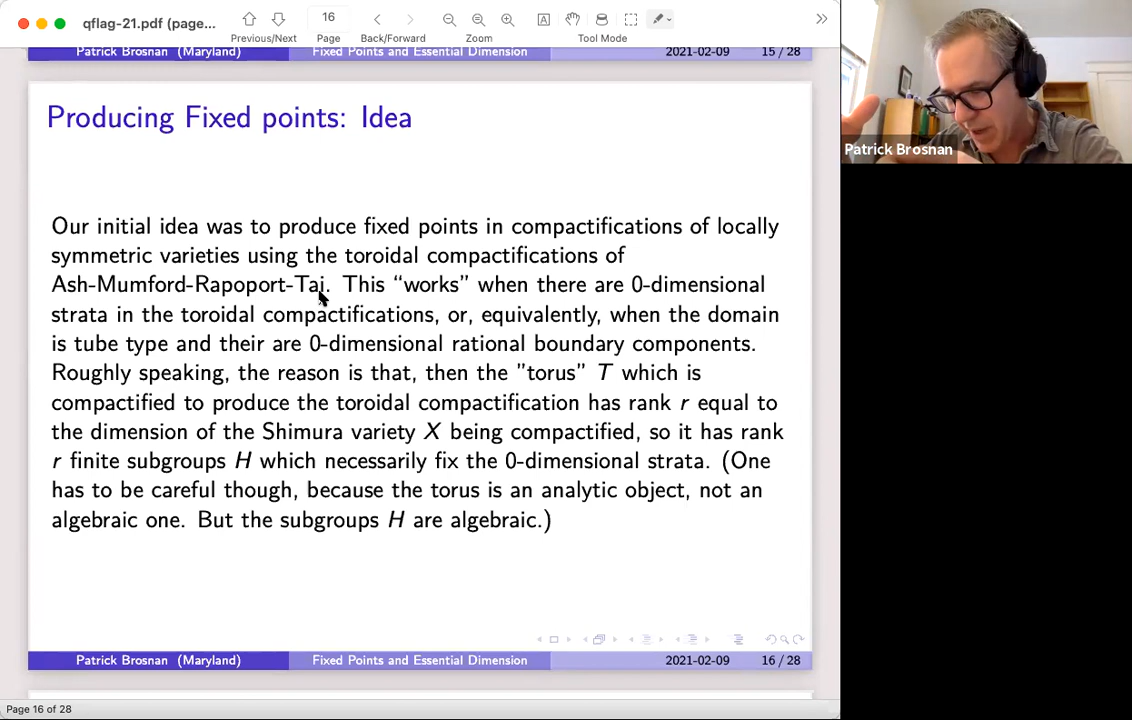 qflag-21.pdf (page...
16
Previous/Next
Page
Back/Forward
Zoom
Tool Mode
Patrick Brosnan (Maryland)
Fixed Points and Essential Dimension
2021-02-09
15 / 28
Producing Fixed points: Idea
Our initial idea was to produce fixed points in compactifications of locally
symmetric varieties using the toroidal compactifications of
Ash-Mumford-Rapoport-Tai. This “works” when there are 0-dimensional
strata in the toroidal compactifications, or, equivalently, when the domain
is tube type and their are 0-dimensional rational boundary components.
Roughly speaking, the reason is that, then the ”torus” T which is
compactified to produce the toroidal compactification has rank r equal to
the dimension of the Shimura variety X being compactified, so it has rank
r finite subgroups H which necessarily fix the 0-dimensional strata. (One
has to be careful though, because the torus is an analytic object, not an
algebraic one. But the subgroups H are algebraic.)
Patrick Brosnan (Maryland)
Fixed Points and Essential Dimension
2021-02-09
16 / 28
Page 16 of 28
Patrick Brosnan